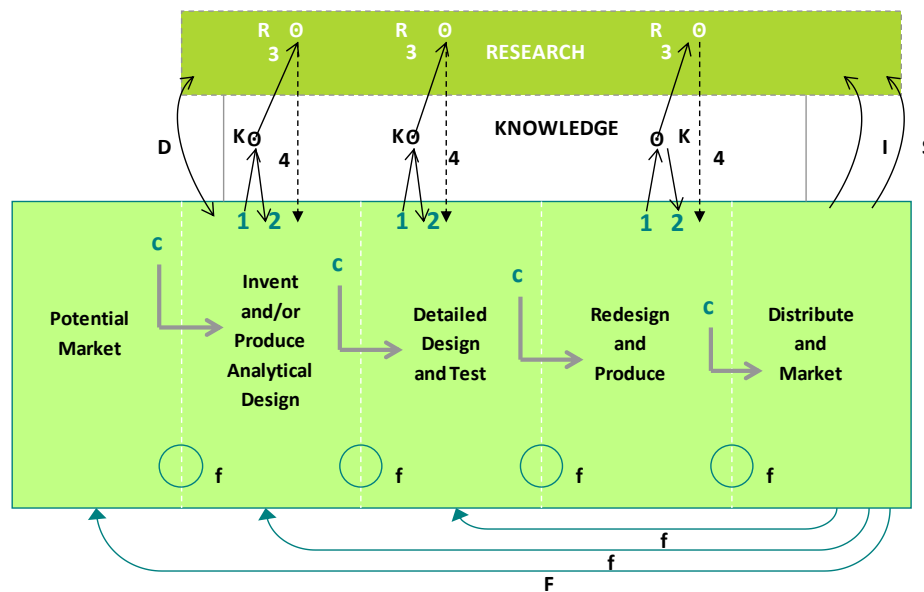 R O R O R O
3 3 3
RESEARCH
D K O K O KNOWLEDGE O K I S
4 4 4
1 2 1 2 1 2
c c c c
Potential
Market
Invent
and/or
Produce
Analytical
Design
Detailed
Design
and Test
Redesign
and
Produce
Distribute
and
Market
f f f f
f
f
F